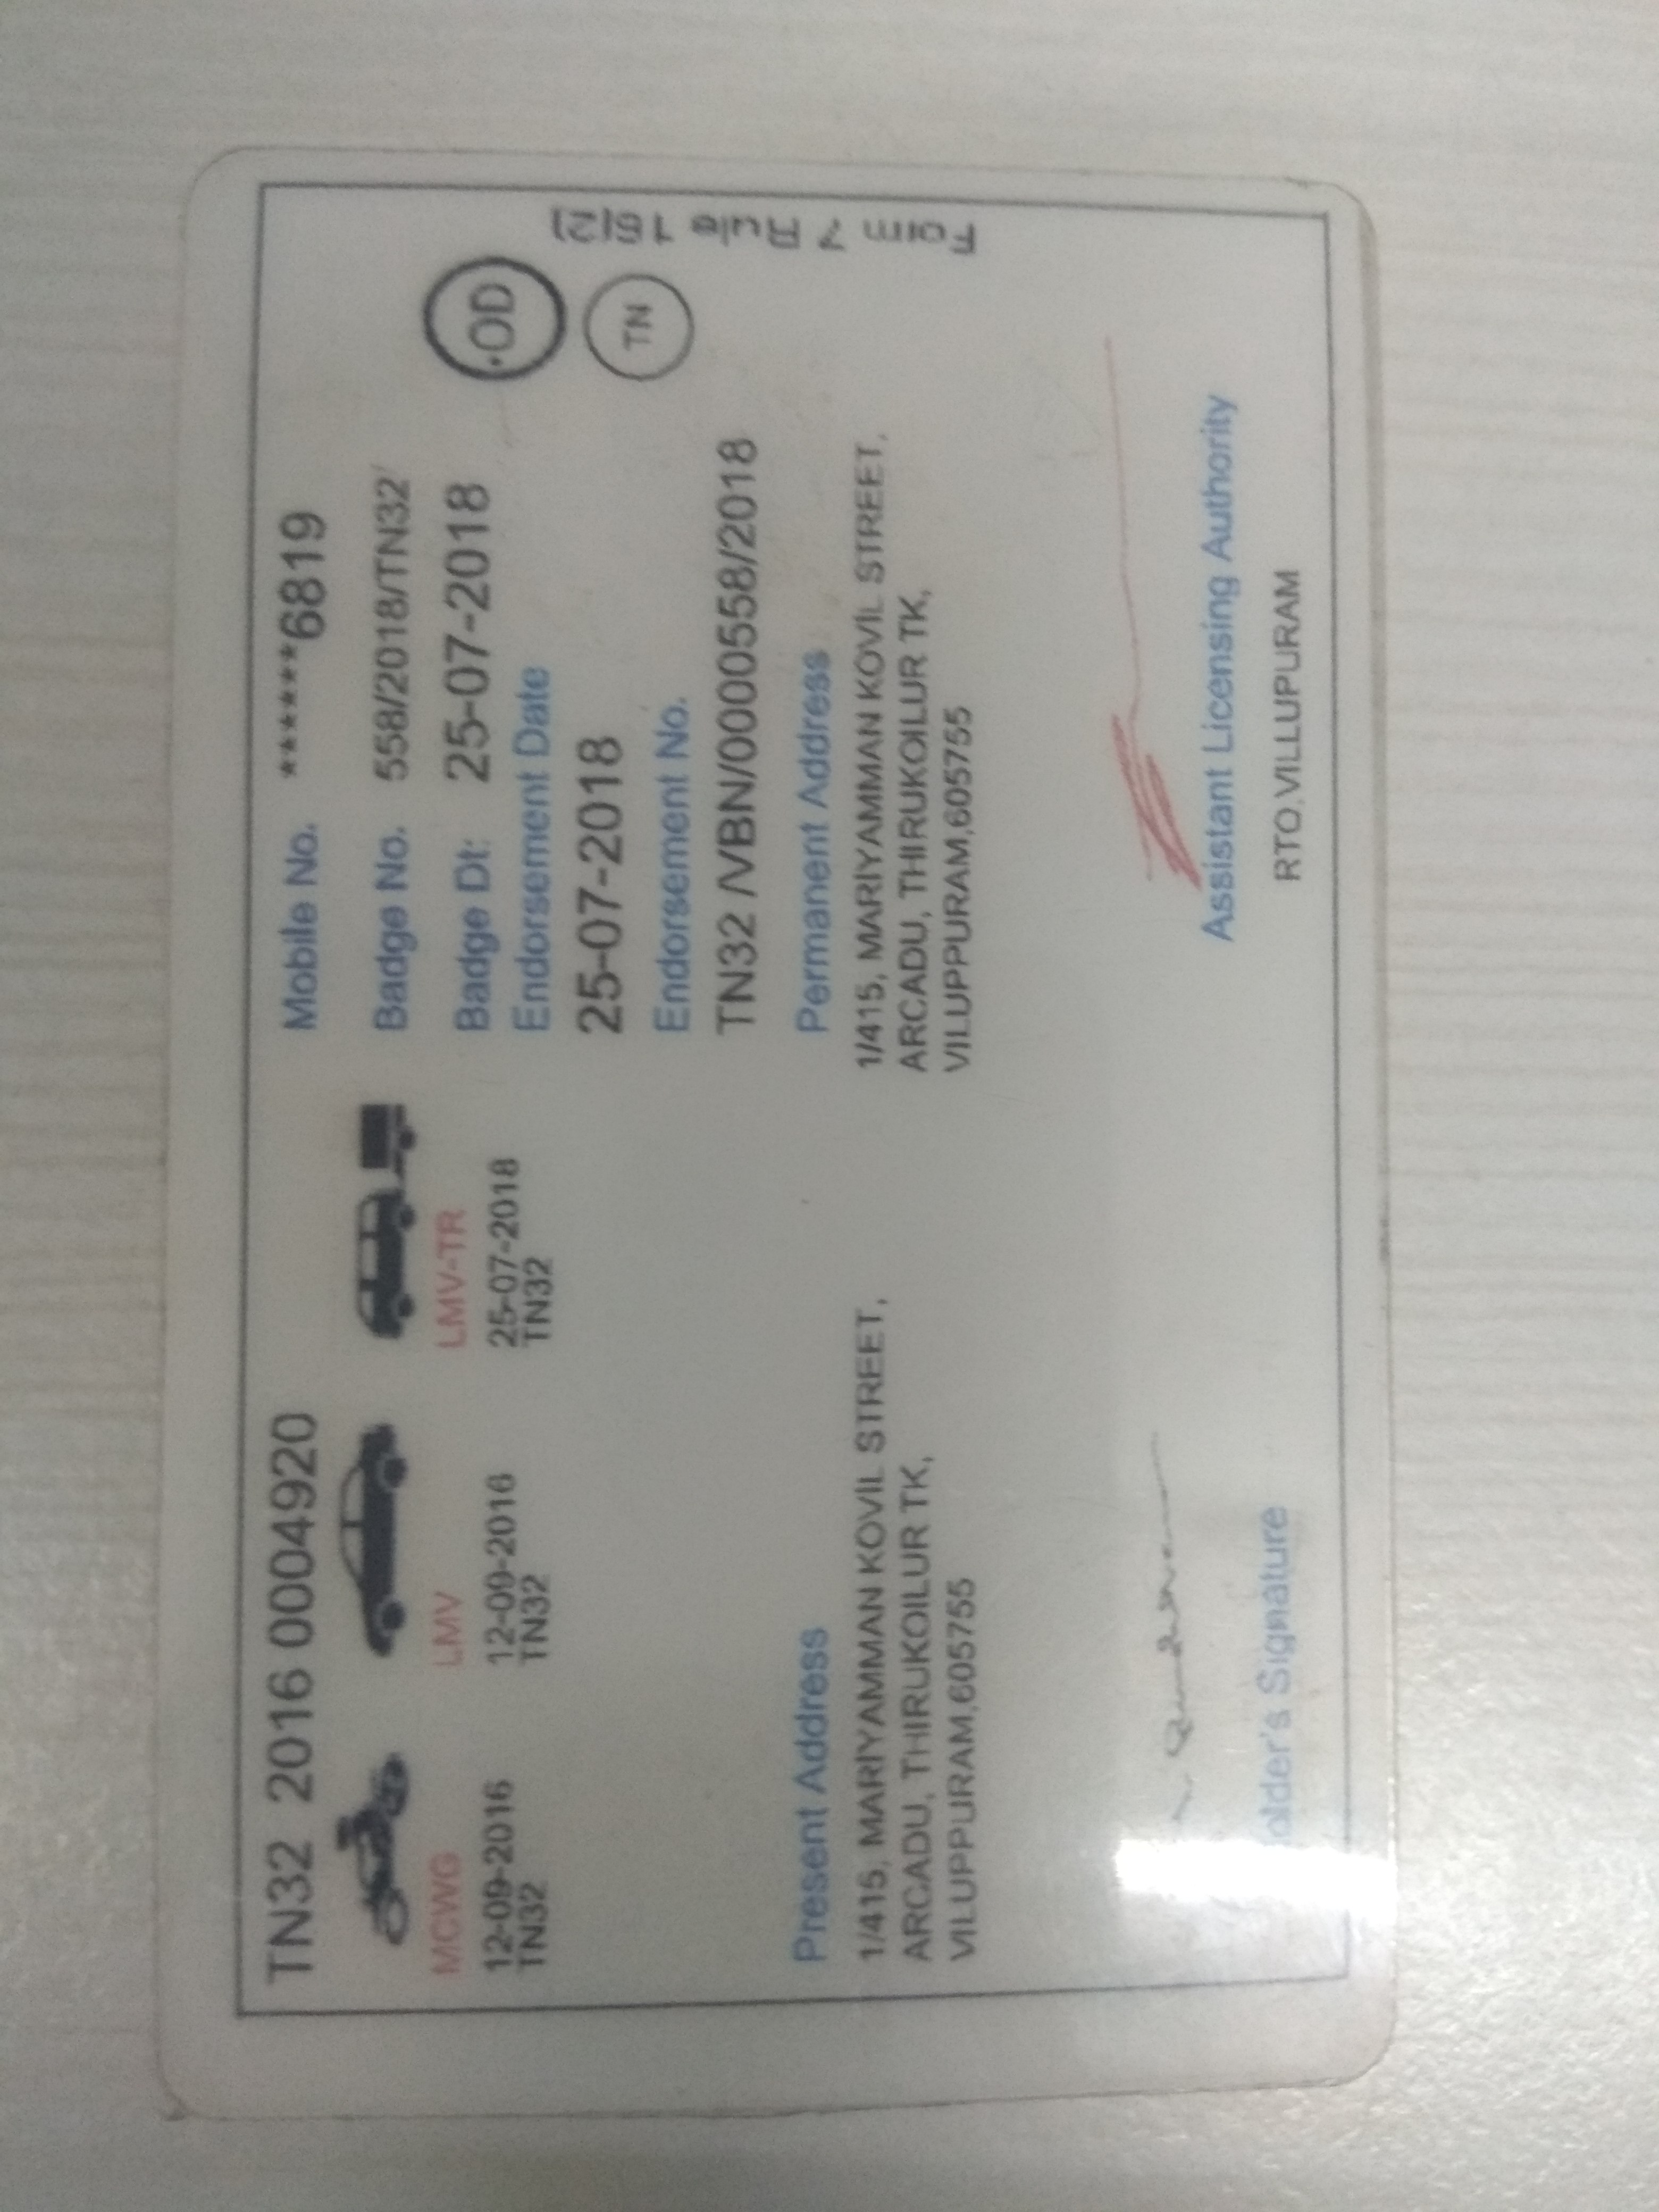 TN32 2016 0004920
MCWG
12-09-2016
TN32
LMV
12-09-2016
TN32
LMV-TR
25-07-2018
TN32
Mobile No. ******6819
Badge No. 558/2018/TN32
Badge Dt: 25-07-2018
Endorsement Date
25-07-2018
Endorsement No.
TN32 /VBN/0000558/2018
OD
TN
Form 7 Rule 16(2)
Present Address
1/415, MARIYAMMAN KOVIL STREET,
ARCADU, THIRUKOILUR TK,
VILUPPURAM,605755
Permanent Address
1/415, MARIYAMMAN KOVIL STREET,
ARCADU, THIRUKOILUR TK,
VILUPPURAM,605755
older's Signature
Assistant Licensing Authority
RTO,VILLUPURAM